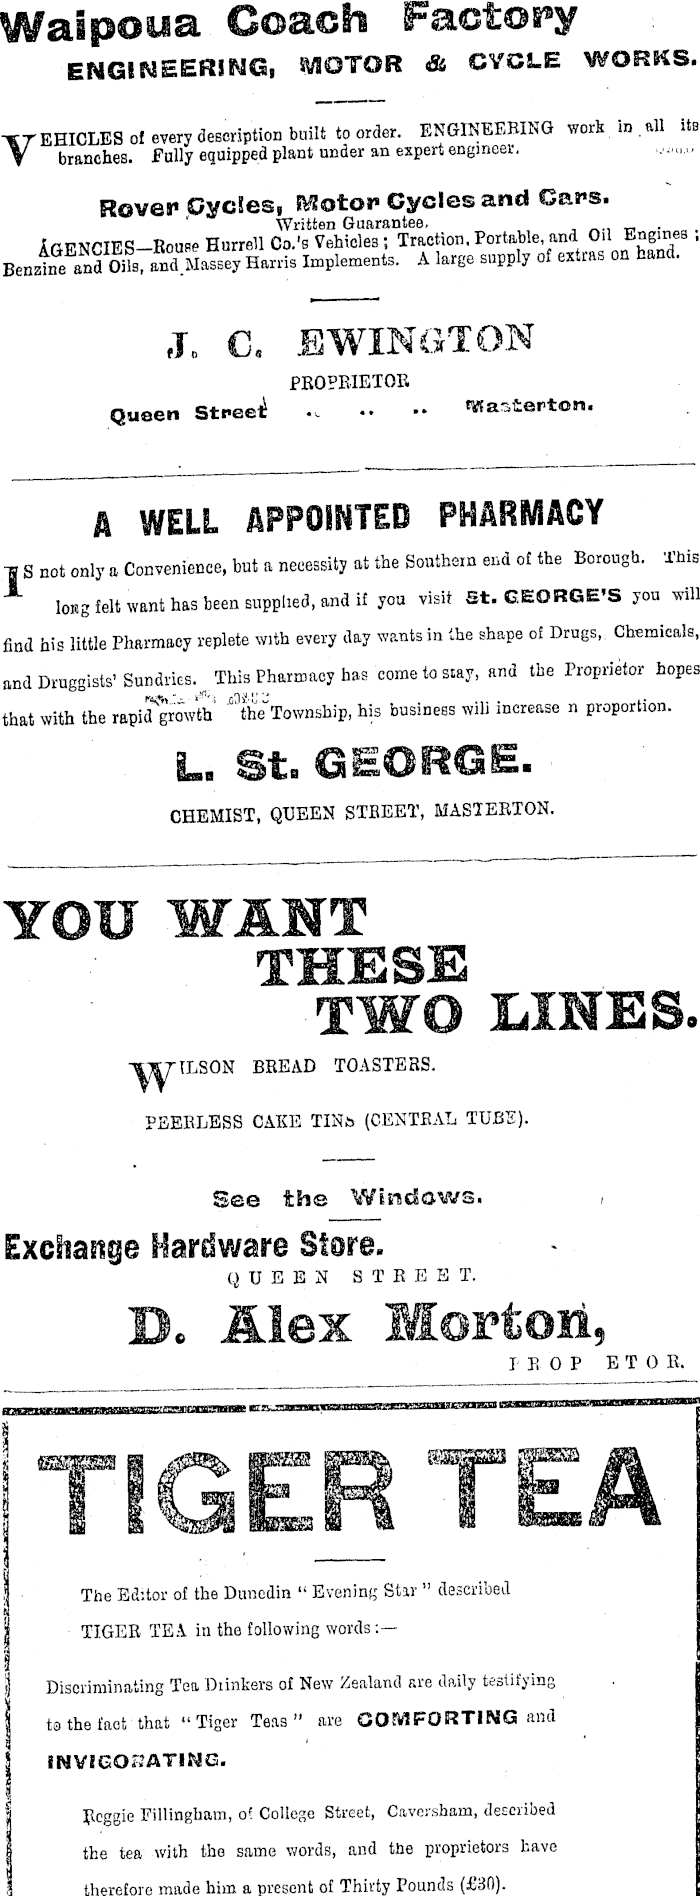 Waipoua Coach Factory
ENGINEERING, MOTOR & CYCLE WORKS.
VEHICLES of every description built to order. ENGINEERING work in all its
branches. Fully equipped plant under an expert engineer.
Rover Cycles, Motor Cycles and Cars.
Written Guarantee.
AGENCIES—Rouse Hurrell Co.'s Vehicles; Traction, Portable, and Oil Engines;
Benzine and Oils, and Massey Harris Implements. A large supply of extras on hand.
J. C. EWINGTON
PROPRIETOR
Queen Street .. .. .. Masterton.
A WELL APPOINTED PHARMACY
IS not only a Convenience, but a necessity at the Southern end of the Borough. This
long felt want has been supplied, and if you visit St. GEORGE'S you will
find his little Pharmacy replete with every day wants in the shape of Drugs, Chemicals,
and Druggists' Sundries. This Pharmacy has come to stay, and the Proprietor hopes
that with the rapid growth the Township, his business will increase n proportion.
L. St. GEORGE.
CHEMIST, QUEEN STREET, MASTERTON.
YOU WANT
THESE
TWO LINES.
WILSON BREAD TOASTERS.
PEERLESS CAKE TINS (CENTRAL TUBE).
See the Windows.
Exchange Hardware Store.
QUEEN STREET.
D. Alex Morton,
PROP ETOR.
TIGER TEA
The Editor of the Dunedin "Evening Star" described
TIGER TEA in the following words:—
Discriminating Tea Drinkers of New Zealand are daily testifying
to the fact that "Tiger Teas" are COMFORTING and
INVIGORATING.
Reggie Fillingham, of College Street, Caversham, described
the tea with the same words, and the proprietors have
therefore made him a present of Thirty Pounds (£30).